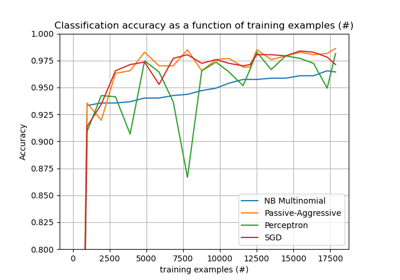 Classification accuracy as a function of training examples (#)
1.000
0.975
0.950
0.925
0.900
0.875
0.850
0.825
0.800
Accuracy
NB Multinomial
Passive-Aggressive
Perceptron
SGD
0 2500 5000 7500 10000 12500 15000 17500
training examples (#)